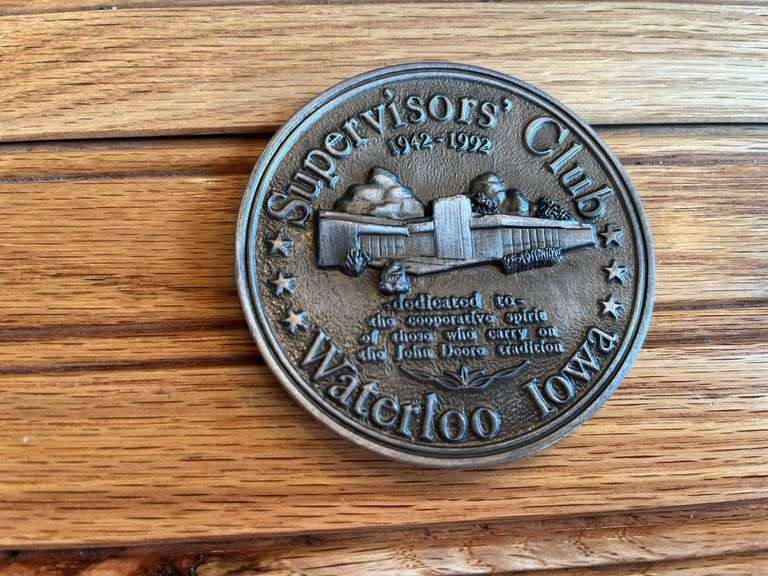 Supervisors' Club
1942-1992
-dedicated to-
the cooperative spirit
of those who carry on
the John Deere tradition
Waterloo Iowa